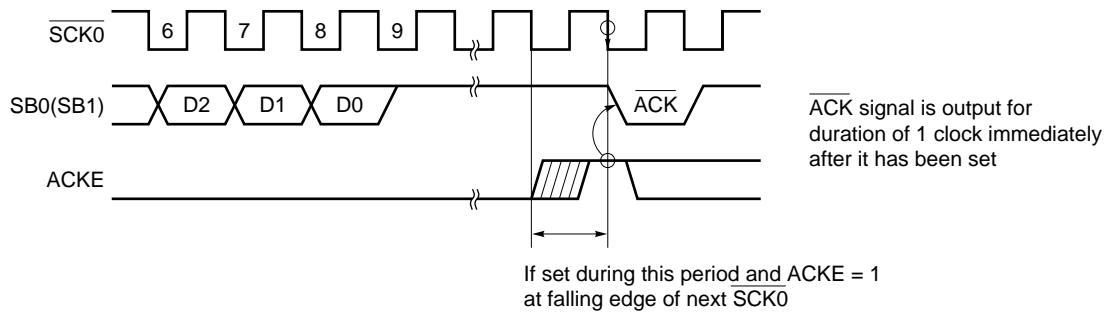 SCK0 6 7 8 9
SB0(SB1) D2 D1 D0 ACK
ACK signal is output for
duration of 1 clock immediately
after it has been set
ACKE
If set during this period and ACKE = 1
at falling edge of next SCK0